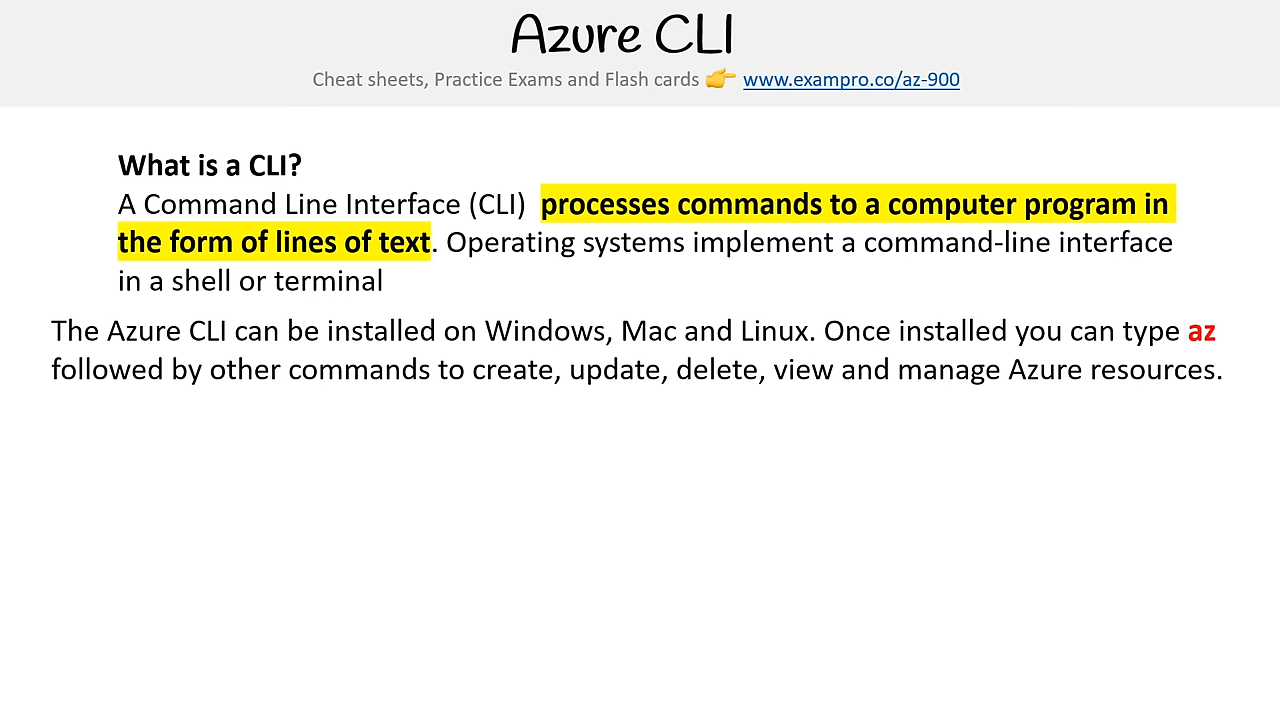 Azure CLI
Cheat sheets, Practice Exams and Flash cards 👉 www.exampro.co/az-900
What is a CLI?
A Command Line Interface (CLI) processes commands to a computer program in
the form of lines of text. Operating systems implement a command-line interface
in a shell or terminal
The Azure CLI can be installed on Windows, Mac and Linux. Once installed you can type az
followed by other commands to create, update, delete, view and manage Azure resources.